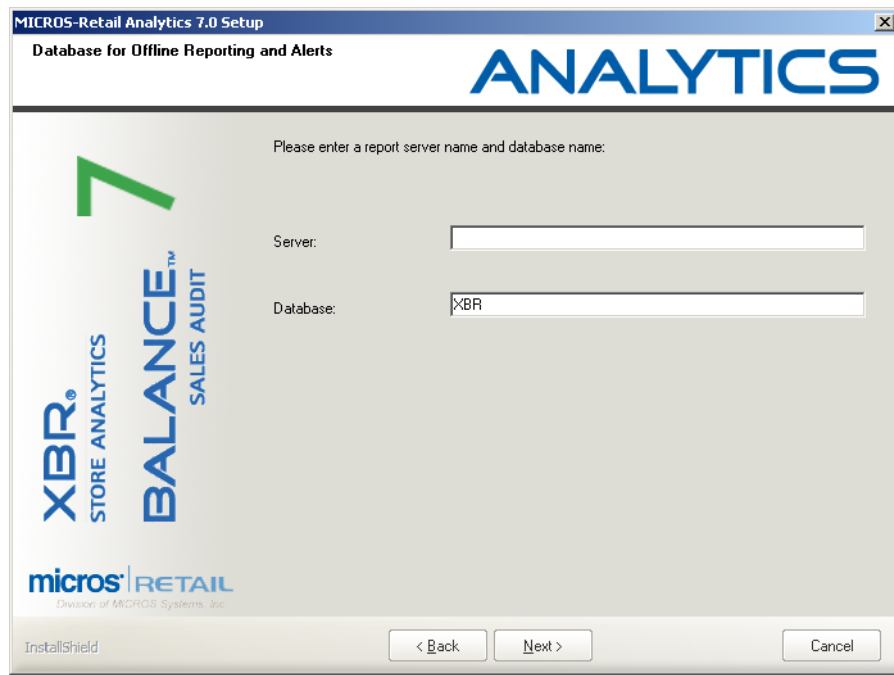 MICROS-Retail Analytics 7.0 Setup
Database for Offline Reporting and Alerts
ANALYTICS
Please enter a report server name and database name:
Server:
Database:
XBR
7
XBR®
STORE ANALYTICS
BALANCE™
SALES AUDIT
micros® RETAIL
Division of MICROS Systems, Inc.
InstallShield
< Back
Next >
Cancel